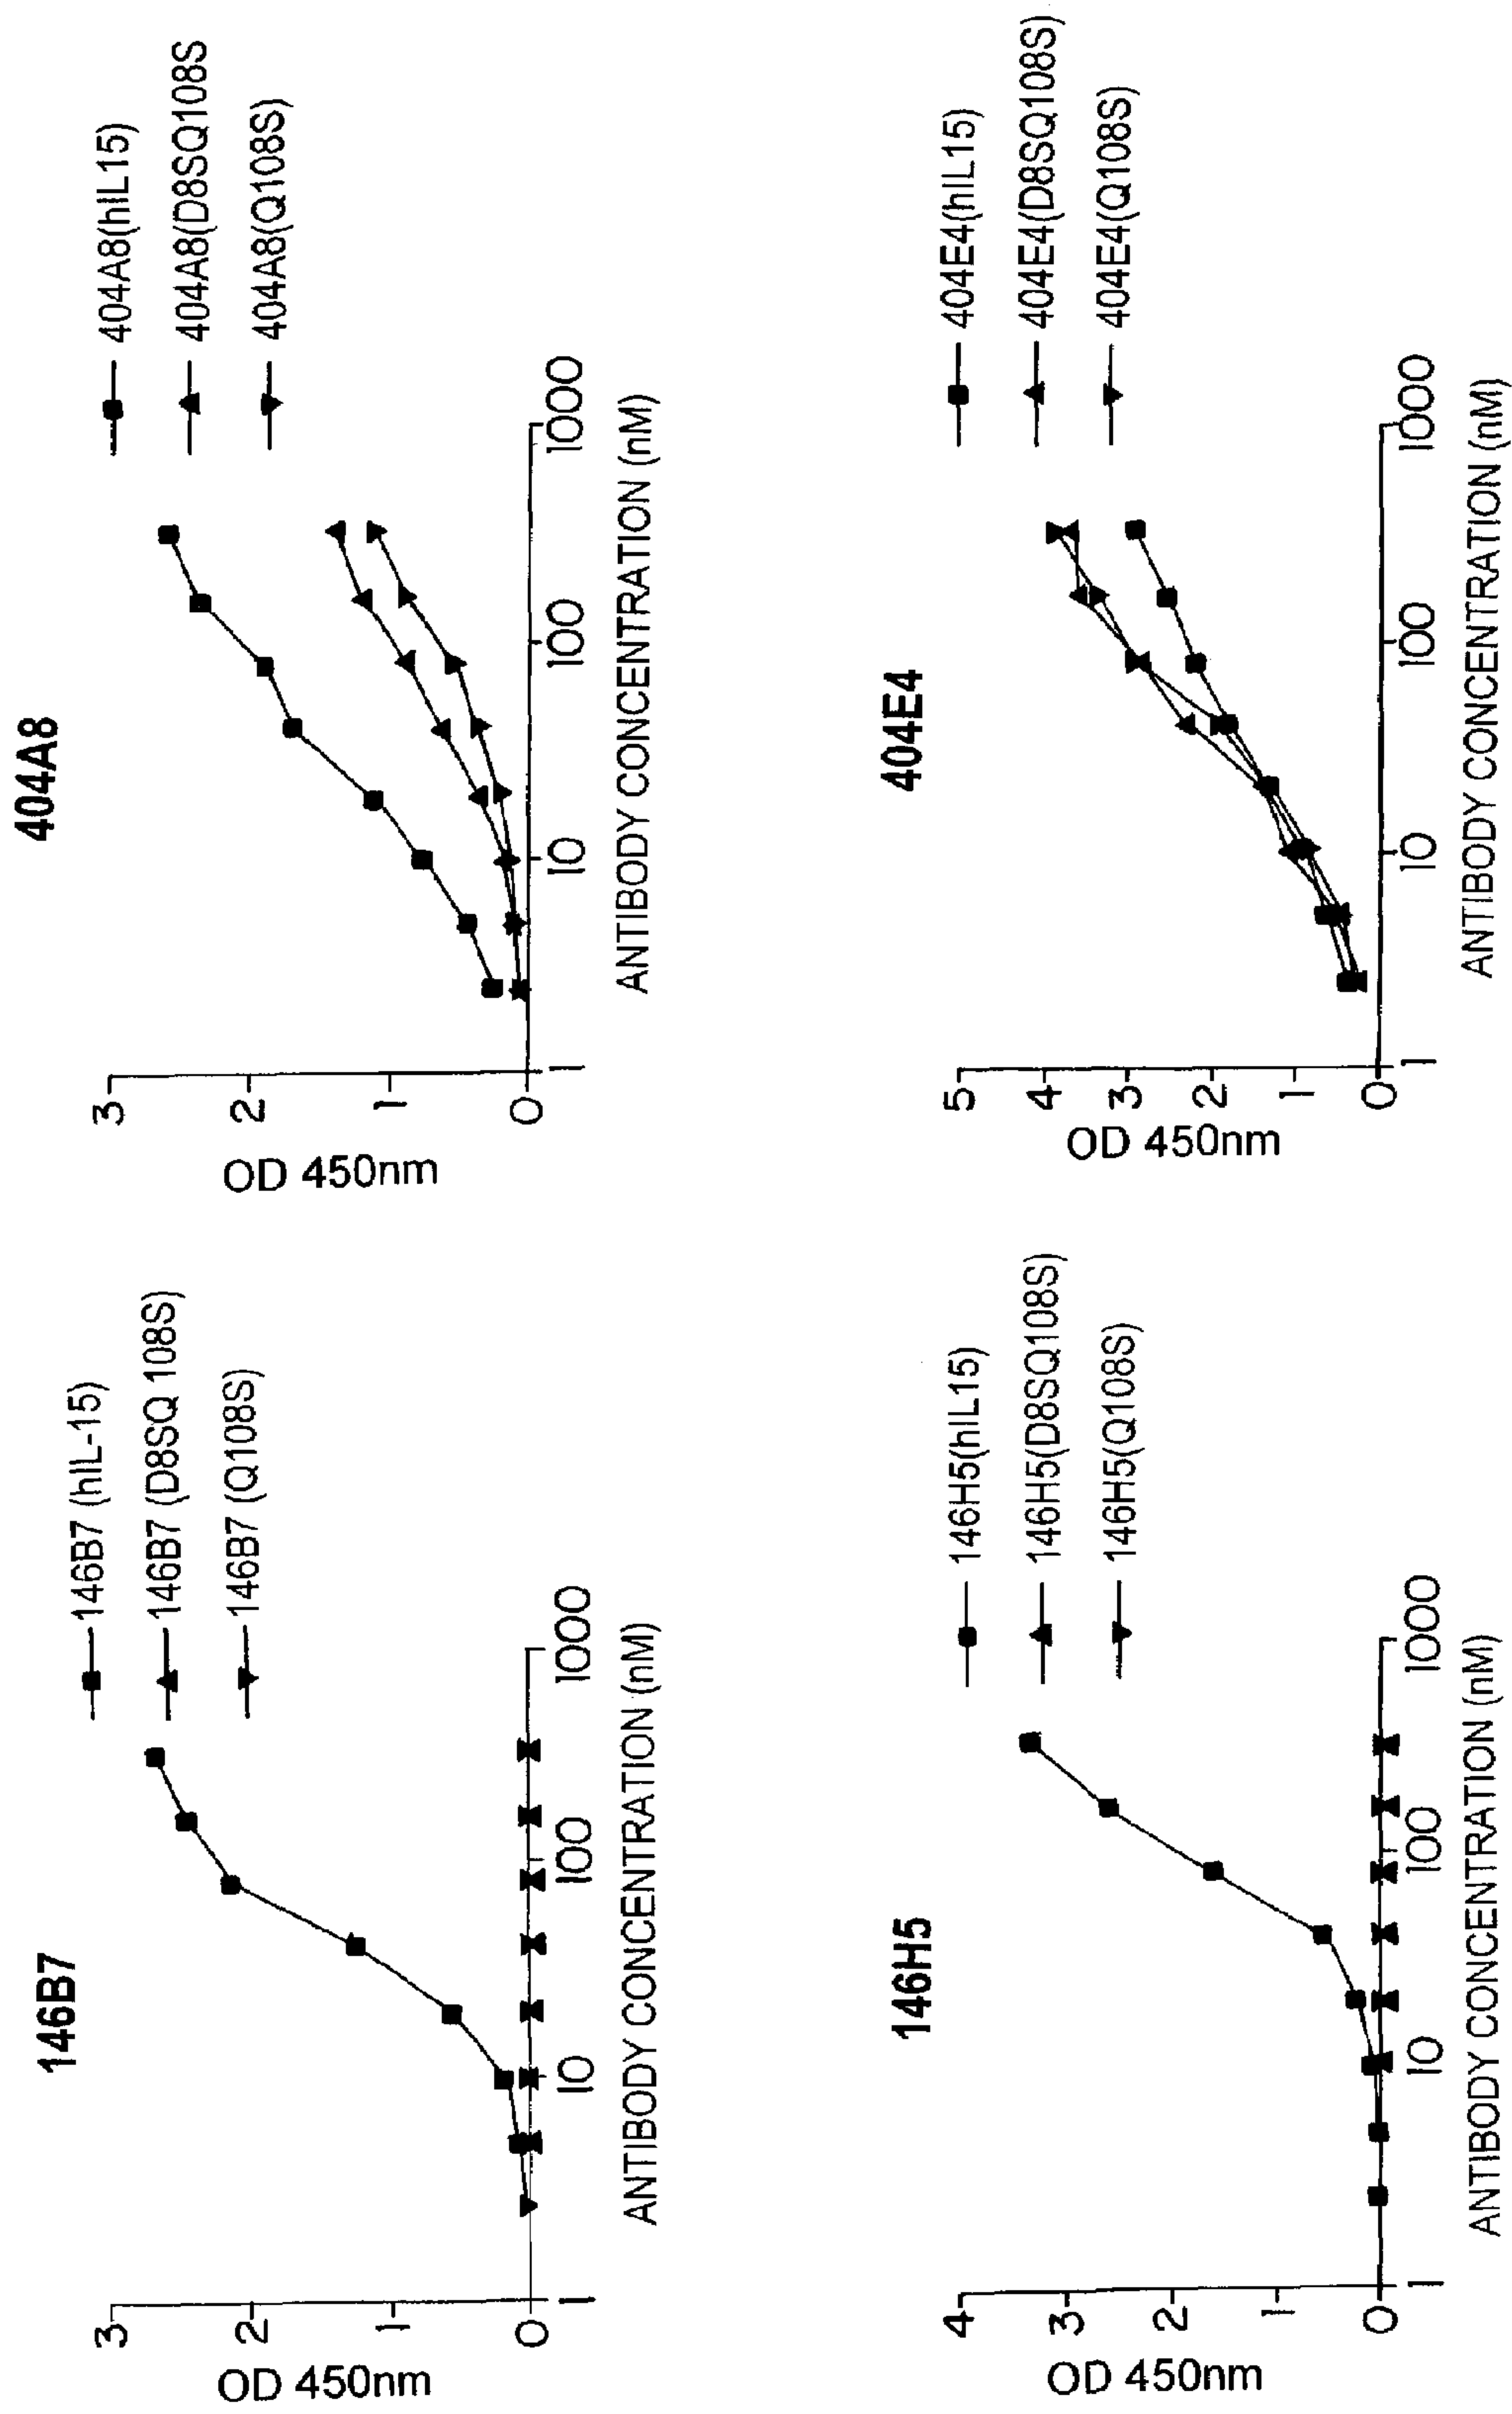 146B7
146B7 (hIL-15)
146B7 (D8SQ 108S)
146B7 (Q108S)
OD 450nm
3
2
1
0
1
10
100
1000
ANTIBODY CONCENTRATION (nM)
404A8
404A8(hIL15)
404A8(D8SQ108S
404A8(Q108S)
OD 450nm
3
2
1
0
1
10
100
1000
ANTIBODY CONCENTRATION (nM)
146H5
146H5(hIL15)
146H5(D8SQ108S)
146H5(Q108S)
OD 450nm
4
3
2
1
0
1
10
100
1000
ANTIBODY CONCENTRATION (nM)
404E4
404E4(hIL15)
404E4(D8SQ108S)
404E4(Q108S)
OD 450nm
5
4
3
2
1
0
1
10
100
1000
ANTIBODY CONCENTRATION (nM)